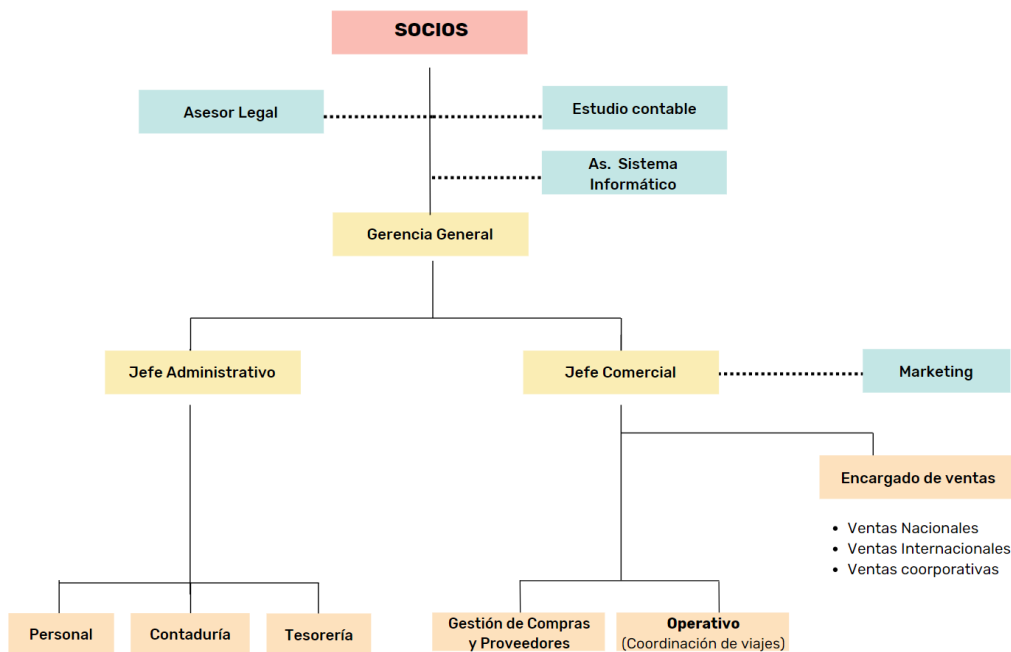 SOCIOS
Asesor Legal
Estudio contable
As. Sistema
Informático
Gerencia General
Jefe Administrativo
Jefe Comercial
Marketing
Encargado de ventas
• Ventas Nacionales
• Ventas Internacionales
• Ventas coorporativas
Personal
Contaduría
Tesorería
Gestión de Compras
y Proveedores
Operativo
(Coordinación de viajes)